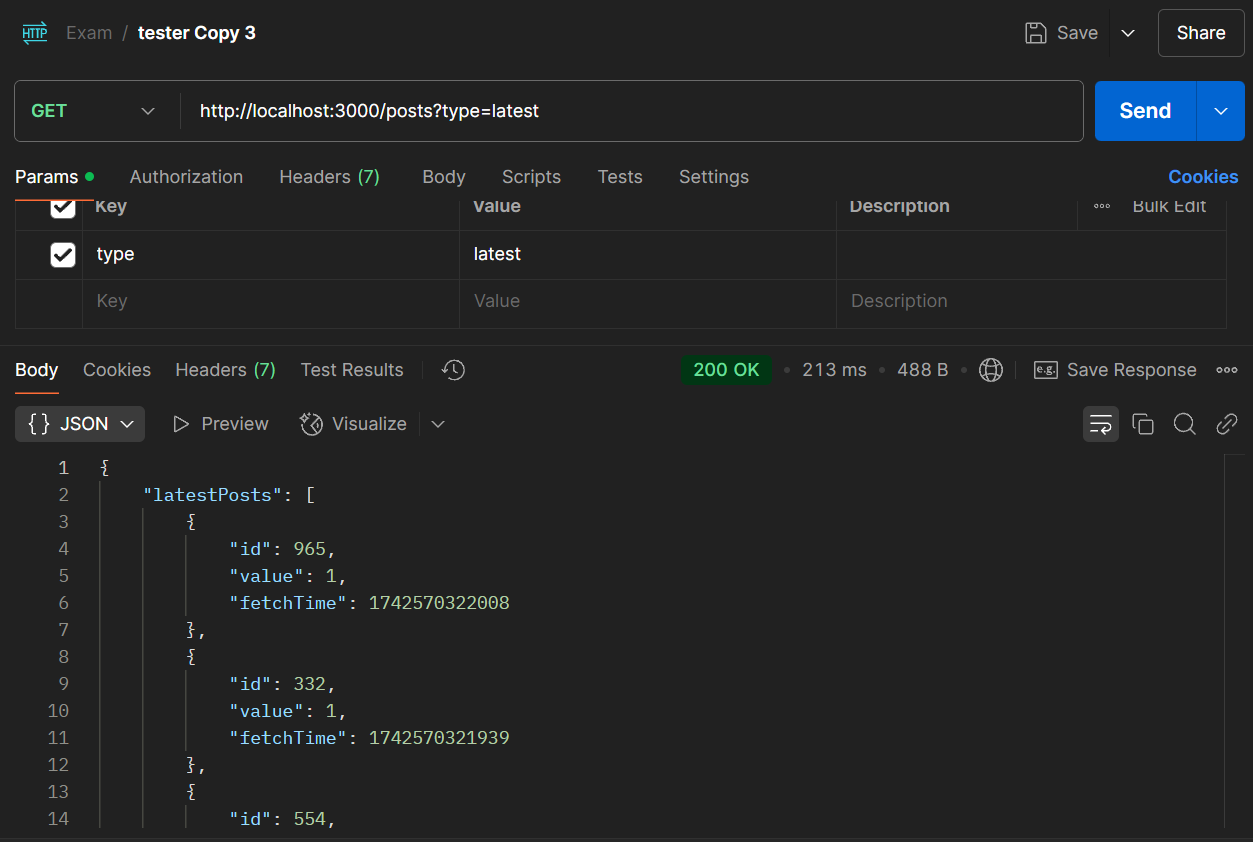 HTTP Exam / tester Copy 3 Save Share
GET http://localhost:3000/posts?type=latest Send
Params Authorization Headers (7) Body Scripts Tests Settings Cookies
Key Value Description Bulk Edit
type latest
Key Value Description
Body Cookies Headers (7) Test Results 200 OK • 213 ms • 488 B • e.g. Save Response
{} JSON Preview Visualize
1 {
2 "latestPosts": [
3 {
4 "id": 965,
5 "value": 1,
6 "fetchTime": 1742570322008
7 },
8 {
9 "id": 332,
10 "value": 1,
11 "fetchTime": 1742570321939
12 },
13 {
14 "id": 554,